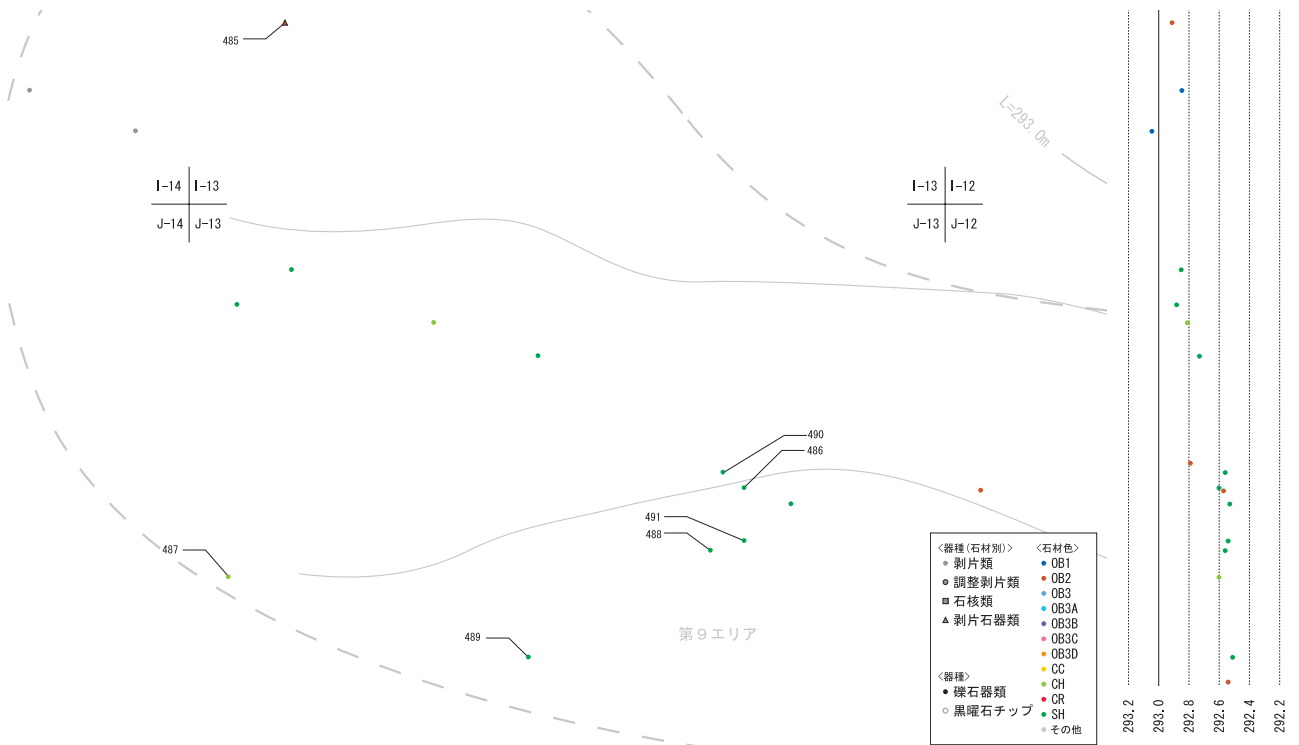 485
L=293.0m
I-14 I-13
J-14 J-13
I-13 I-12
J-13 J-12
490
486
491
488
487
489
第9エリア
〈器種(石材別)〉
剥片類
調整剥片類
石核類
剥片石器類
〈器種〉
礫石器類
黒曜石チップ
〈石材色〉
OB1
OB2
OB3
OB3A
OB3B
OB3C
OB3D
CC
CH
CR
SH
その他
293.2
293.0
292.8
292.6
292.4
292.2